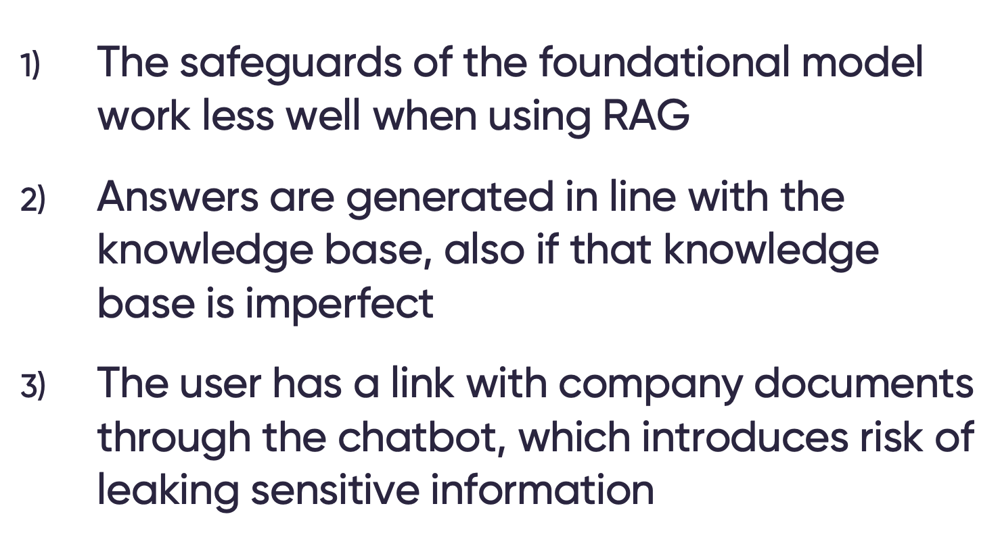 1) The safeguards of the foundational model
work less well when using RAG
2) Answers are generated in line with the
knowledge base, also if that knowledge
base is imperfect
3) The user has a link with company documents
through the chatbot, which introduces risk of
leaking sensitive information